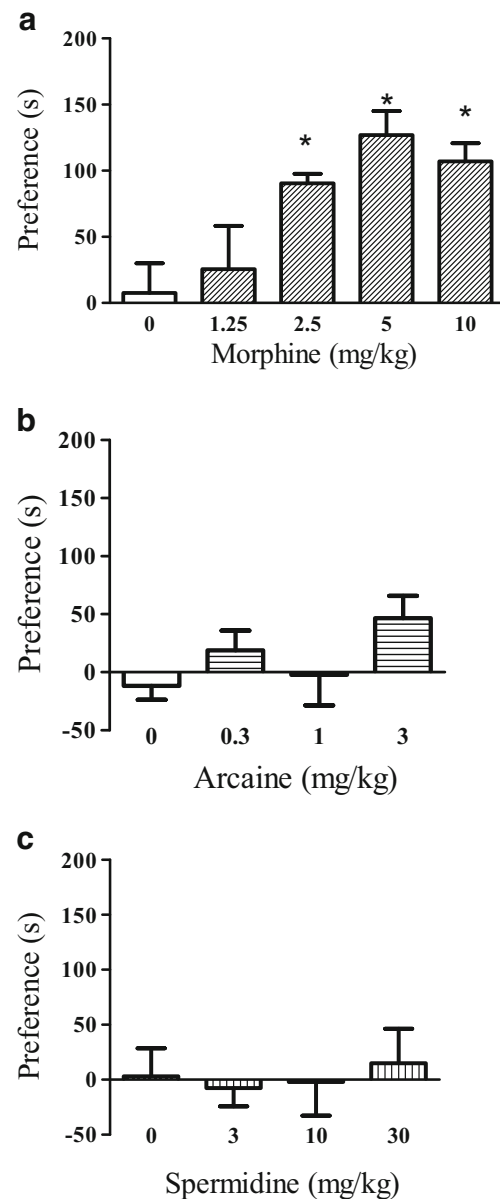 a
200
150
100
50
0
Preference (s)
* * *
0 1.25 2.5 5 10
Morphine (mg/kg)
b
200
150
100
50
0
-50
Preference (s)
0 0.3 1 3
Arcaine (mg/kg)
c
200
150
100
50
0
-50
Preference (s)
0 3 10 30
Spermidine (mg/kg)